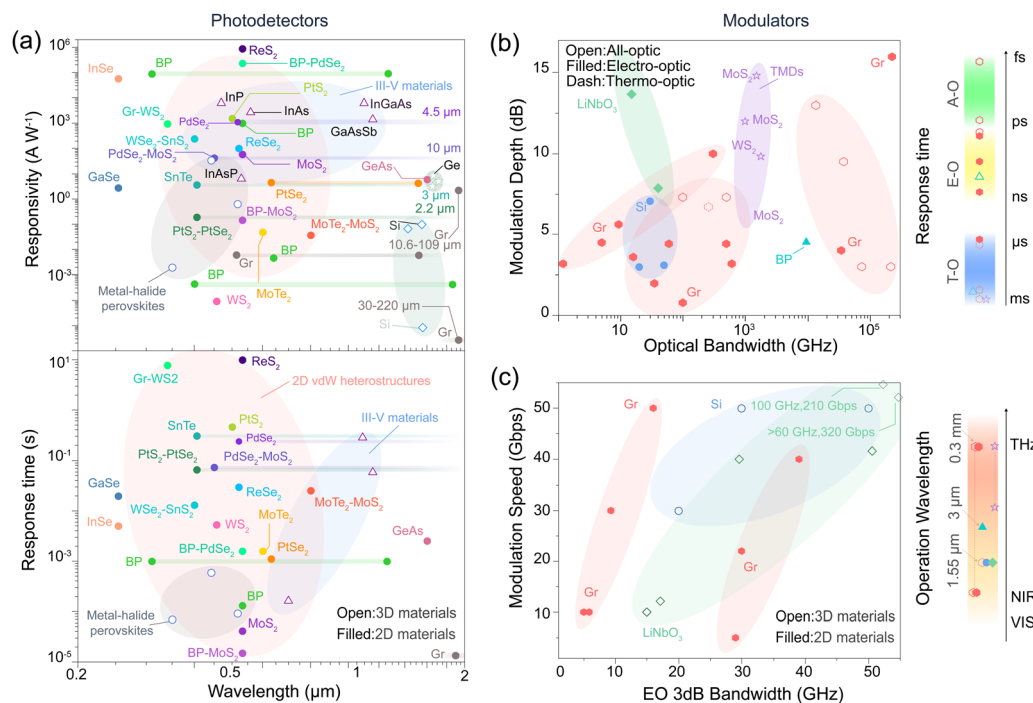 Photodetectors
Modulators
(a)
Responsivity (A W⁻¹)
10⁶
10³
10⁰
10⁻³
InSe
BP
ReS₂
BP-PdSe₂
PtS₂
III-V materials
InP
InAs
InGaAs
Gr-WS₂
PdSe₂
BP
GaAsSb
4.5 µm
WSe₂-SnS₂
ReSe₂
PdSe₂-MoS₂
MoS₂
10 µm
GaSe
SnTe
InAsP
GeAs
Ge
PtSe₂
3 µm
BP-MoS₂
2.2 µm
PtS₂-PtSe₂
MoTe₂-MoS₂
Si
Gr
10.6-109 µm
Gr
BP
BP
Metal-halide
perovskites
WS₂
MoTe₂
30-220 µm
Si
Gr
Response time (s)
10¹
10⁻¹
10⁻³
10⁻⁵
ReS₂
Gr-WS2
2D vdW heterostructures
PtS₂
III-V materials
SnTe
PdSe₂
PtS₂-PtSe₂
PdSe₂-MoS₂
GaSe
ReSe₂
WSe₂-SnS₂
MoTe₂-MoS₂
InSe
WS₂
MoTe₂
GeAs
BP-PdSe₂
PtSe₂
BP
BP
Metal-halide
perovskites
MoS₂
Open:3D materials
Filled:2D materials
BP-MoS₂
Gr
0.2
0.5
1
2
Wavelength (µm)
(b)
Modulation Depth (dB)
15
10
5
0
Open:All-optic
Filled:Electro-optic
Dash:Thermo-optic
MoS₂
TMDs
Gr
LiNbO₃
MoS₂
WS₂
Si
MoS₂
Gr
BP
Gr
Gr
10¹
10³
10⁵
Optical Bandwidth (GHz)
A-O
E-O
T-O
Response time
fs
ps
ns
µs
ms
(c)
Modulation Speed (Gbps)
50
40
30
20
10
Gr
Si
100 GHz,210 Gbps
>60 GHz,320 Gbps
Gr
LiNbO₃
Open:3D materials
Filled:2D materials
0
10
20
30
40
50
60
EO 3dB Bandwidth (GHz)
Operation Wavelength
0.3 mm
3 µm
1.55 µm
THz
NIR
VIS